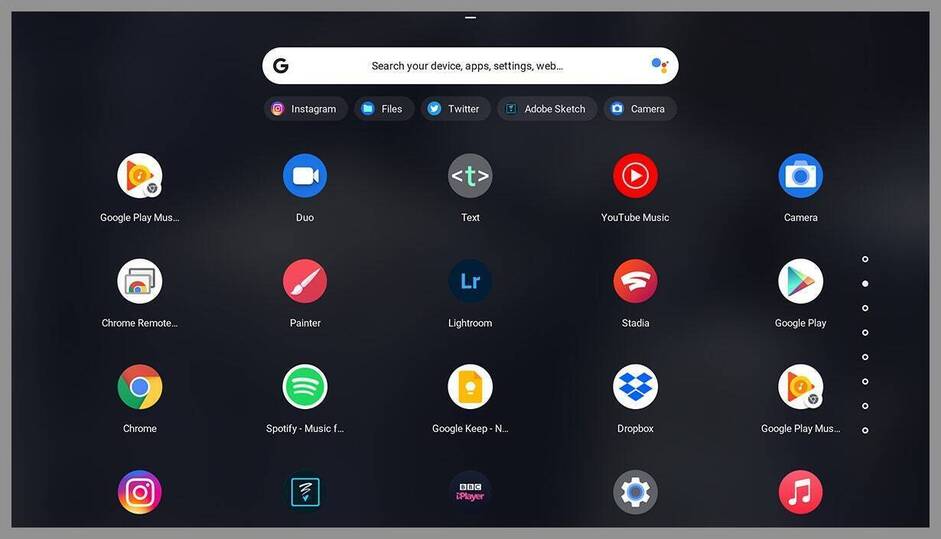 G
Search your device, apps, settings, web...
Instagram
Files
Twitter
Adobe Sketch
Camera
<t>
Google Play Mus...
Duo
Text
YouTube Music
Camera
Lr
Chrome Remote...
Painter
Lightroom
Stadia
Google Play
Chrome
Spotify - Music f...
Google Keep - N...
Dropbox
Google Play Mus...
BBC
iPlayer